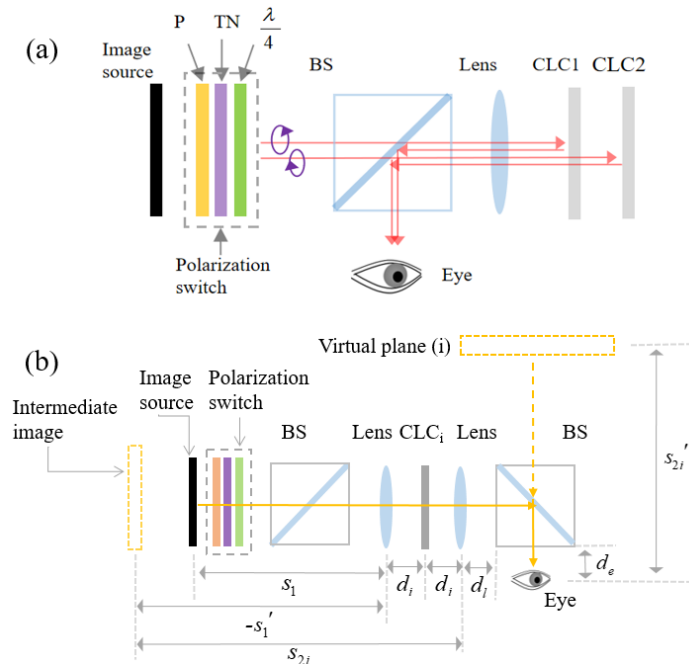 (a)
P TN λ/4
Image
source
BS
Lens
CLC1
CLC2
Polarization
switch
Eye
(b)
Virtual plane (i)
Image
source
Polarization
switch
Intermediate
image
BS
Lens
CLCi
Lens
BS
s2i′
s1
di
di
dl
de
Eye
-s1′
s2i